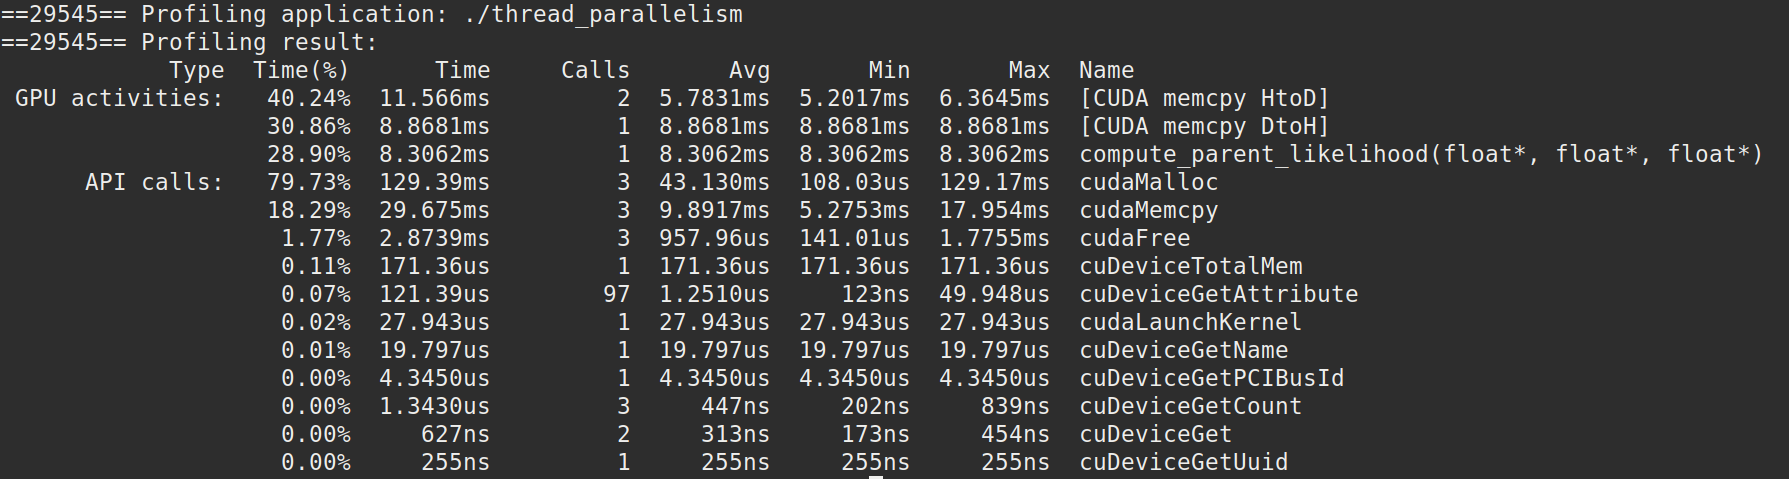 ==29545== Profiling application: ./thread_parallelism
==29545== Profiling result:
            Type  Time(%)      Time     Calls       Avg       Min       Max  Name
 GPU activities:   40.24%  11.566ms         2  5.7831ms  5.2017ms  6.3645ms  [CUDA memcpy HtoD]
                   30.86%  8.8681ms         1  8.8681ms  8.8681ms  8.8681ms  [CUDA memcpy DtoH]
                   28.90%  8.3062ms         1  8.3062ms  8.3062ms  8.3062ms  compute_parent_likelihood(float*, float*, float*)
      API calls:   79.73%  129.39ms         3  43.130ms  108.03us  129.17ms  cudaMalloc
                   18.29%  29.675ms         3  9.8917ms  5.2753ms  17.954ms  cudaMemcpy
                    1.77%  2.8739ms         3  957.96us  141.01us  1.7755ms  cudaFree
                    0.11%  171.36us         1  171.36us  171.36us  171.36us  cuDeviceTotalMem
                    0.07%  121.39us        97  1.2510us     123ns  49.948us  cuDeviceGetAttribute
                    0.02%  27.943us         1  27.943us  27.943us  27.943us  cudaLaunchKernel
                    0.01%  19.797us         1  19.797us  19.797us  19.797us  cuDeviceGetName
                    0.00%  4.3450us         1  4.3450us  4.3450us  4.3450us  cuDeviceGetPCIBusId
                    0.00%  1.3430us         3     447ns     202ns     839ns  cuDeviceGetCount
                    0.00%     627ns         2     313ns     173ns     454ns  cuDeviceGet
                    0.00%     255ns         1     255ns     255ns     255ns  cuDeviceGetUuid